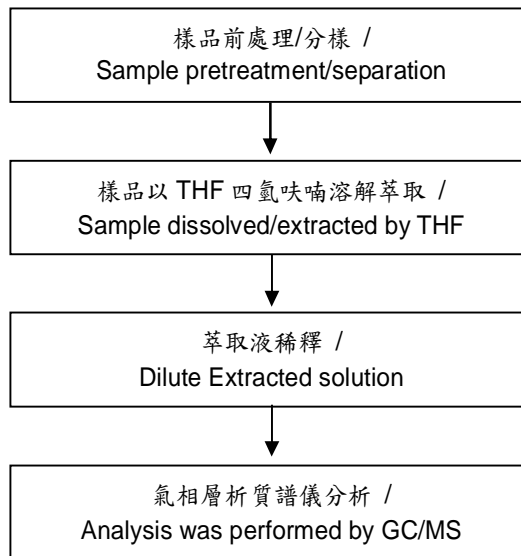 樣品前處理/分樣 /
Sample pretreatment/separation
樣品以 THF 四氫呋喃溶解萃取 /
Sample dissolved/extracted by THF
萃取液稀釋 /
Dilute Extracted solution
氣相層析質譜儀分析 /
Analysis was performed by GC/MS